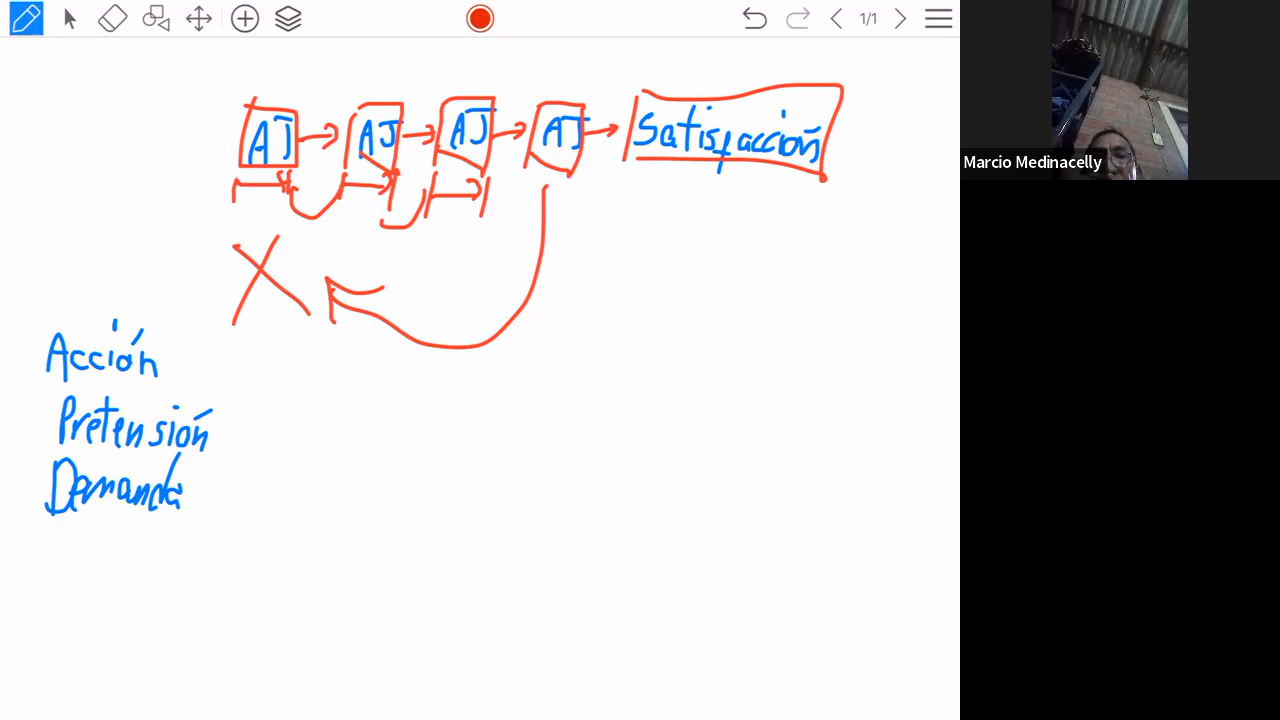 1/1
AJ AJ AJ AJ Satisfacción
Marcio Medinacelly
Acción
Pretensión
Demanda